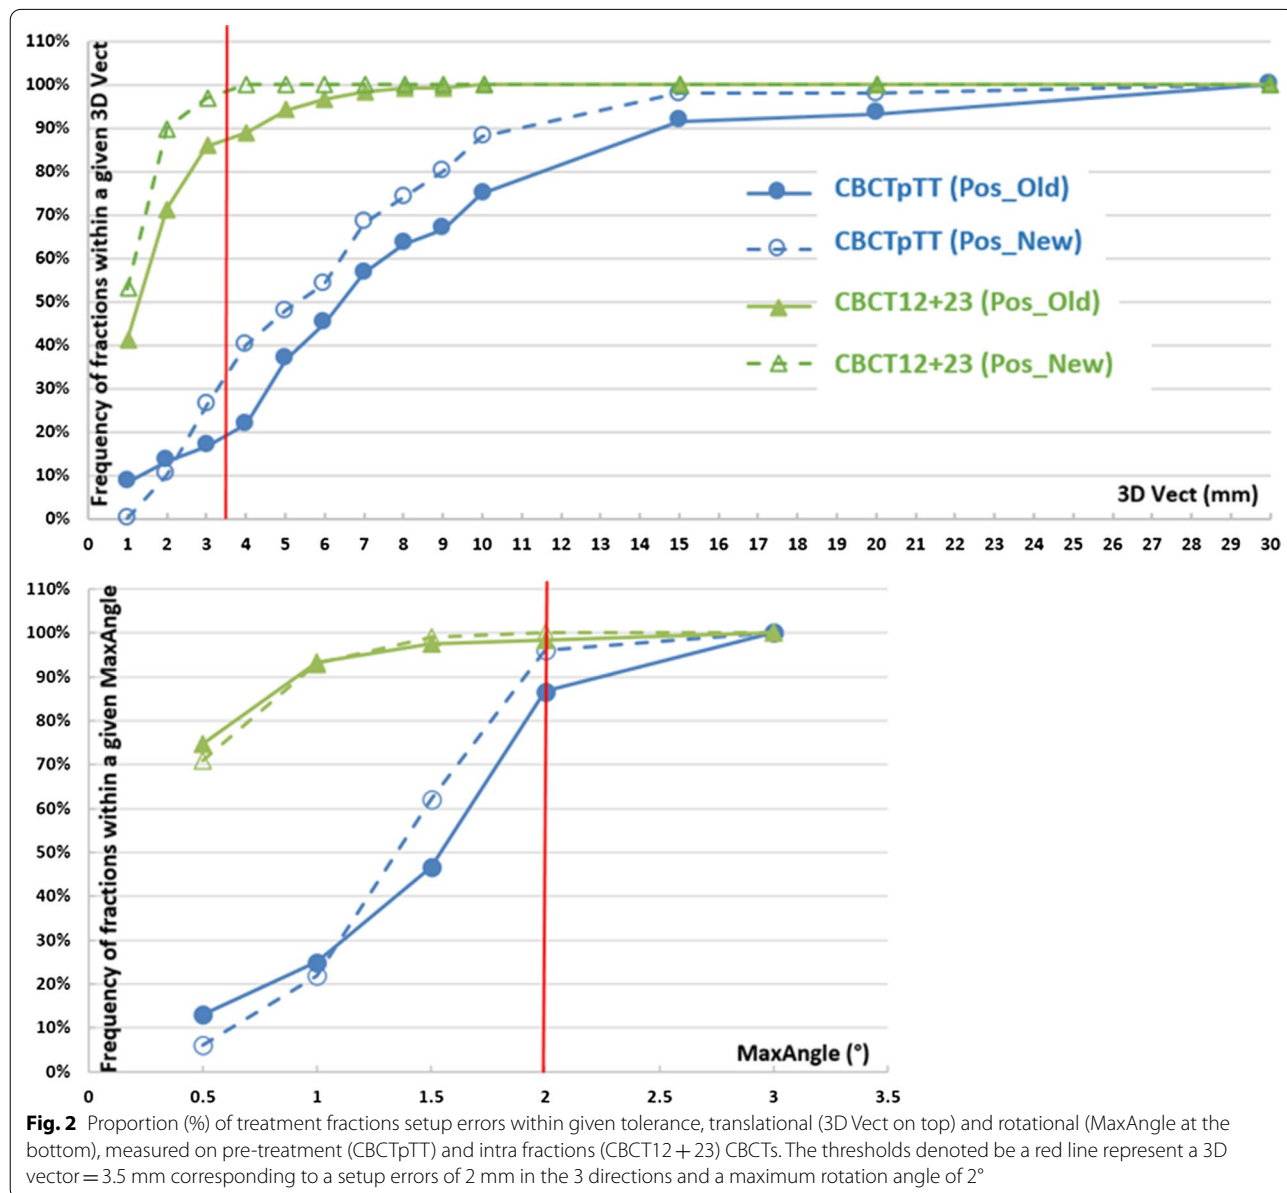 110%
100%
90%
80%
70%
60%
50%
40%
30%
20%
10%
0%
Frequency of fractions within a given 3D Vect
CBCTpTT (Pos_Old)
CBCTpTT (Pos_New)
CBCT12+23 (Pos_Old)
CBCT12+23 (Pos_New)
3D Vect (mm)
0 1 2 3 4 5 6 7 8 9 10 11 12 13 14 15 16 17 18 19 20 21 22 23 24 25 26 27 28 29 30
110%
100%
90%
80%
70%
60%
50%
40%
30%
20%
10%
0%
Frequency of fractions within a given MaxAngle
MaxAngle (°)
0 0.5 1 1.5 2 2.5 3 3.5
Fig. 2 Proportion (%) of treatment fractions setup errors within given tolerance, translational (3D Vect on top) and rotational (MaxAngle at the
bottom), measured on pre-treatment (CBCTpTT) and intra fractions (CBCT12 + 23) CBCTs. The thresholds denoted be a red line represent a 3D
vector = 3.5 mm corresponding to a setup errors of 2 mm in the 3 directions and a maximum rotation angle of 2°